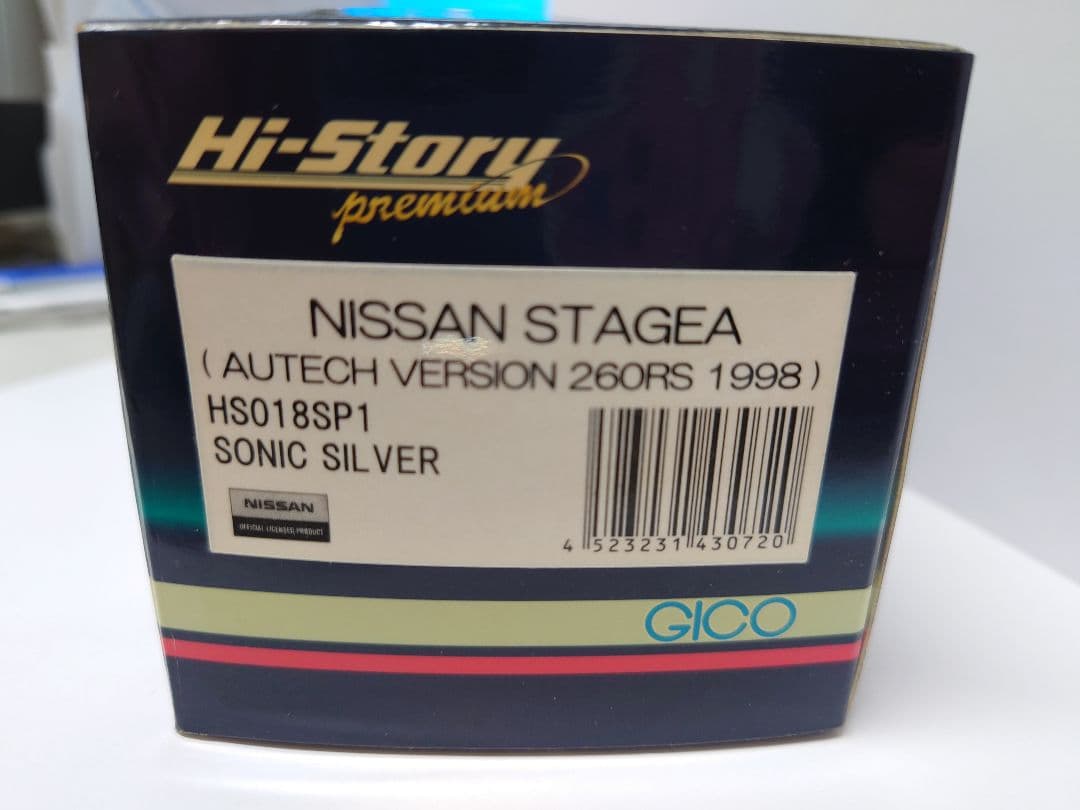 Hi-Story
premium
NISSAN STAGEA
( AUTECH VERSION 260RS 1998 )
HS018SP1
SONIC SILVER
NISSAN
OFFICIAL LICENSED PRODUCT
4 523231 430720
GICO